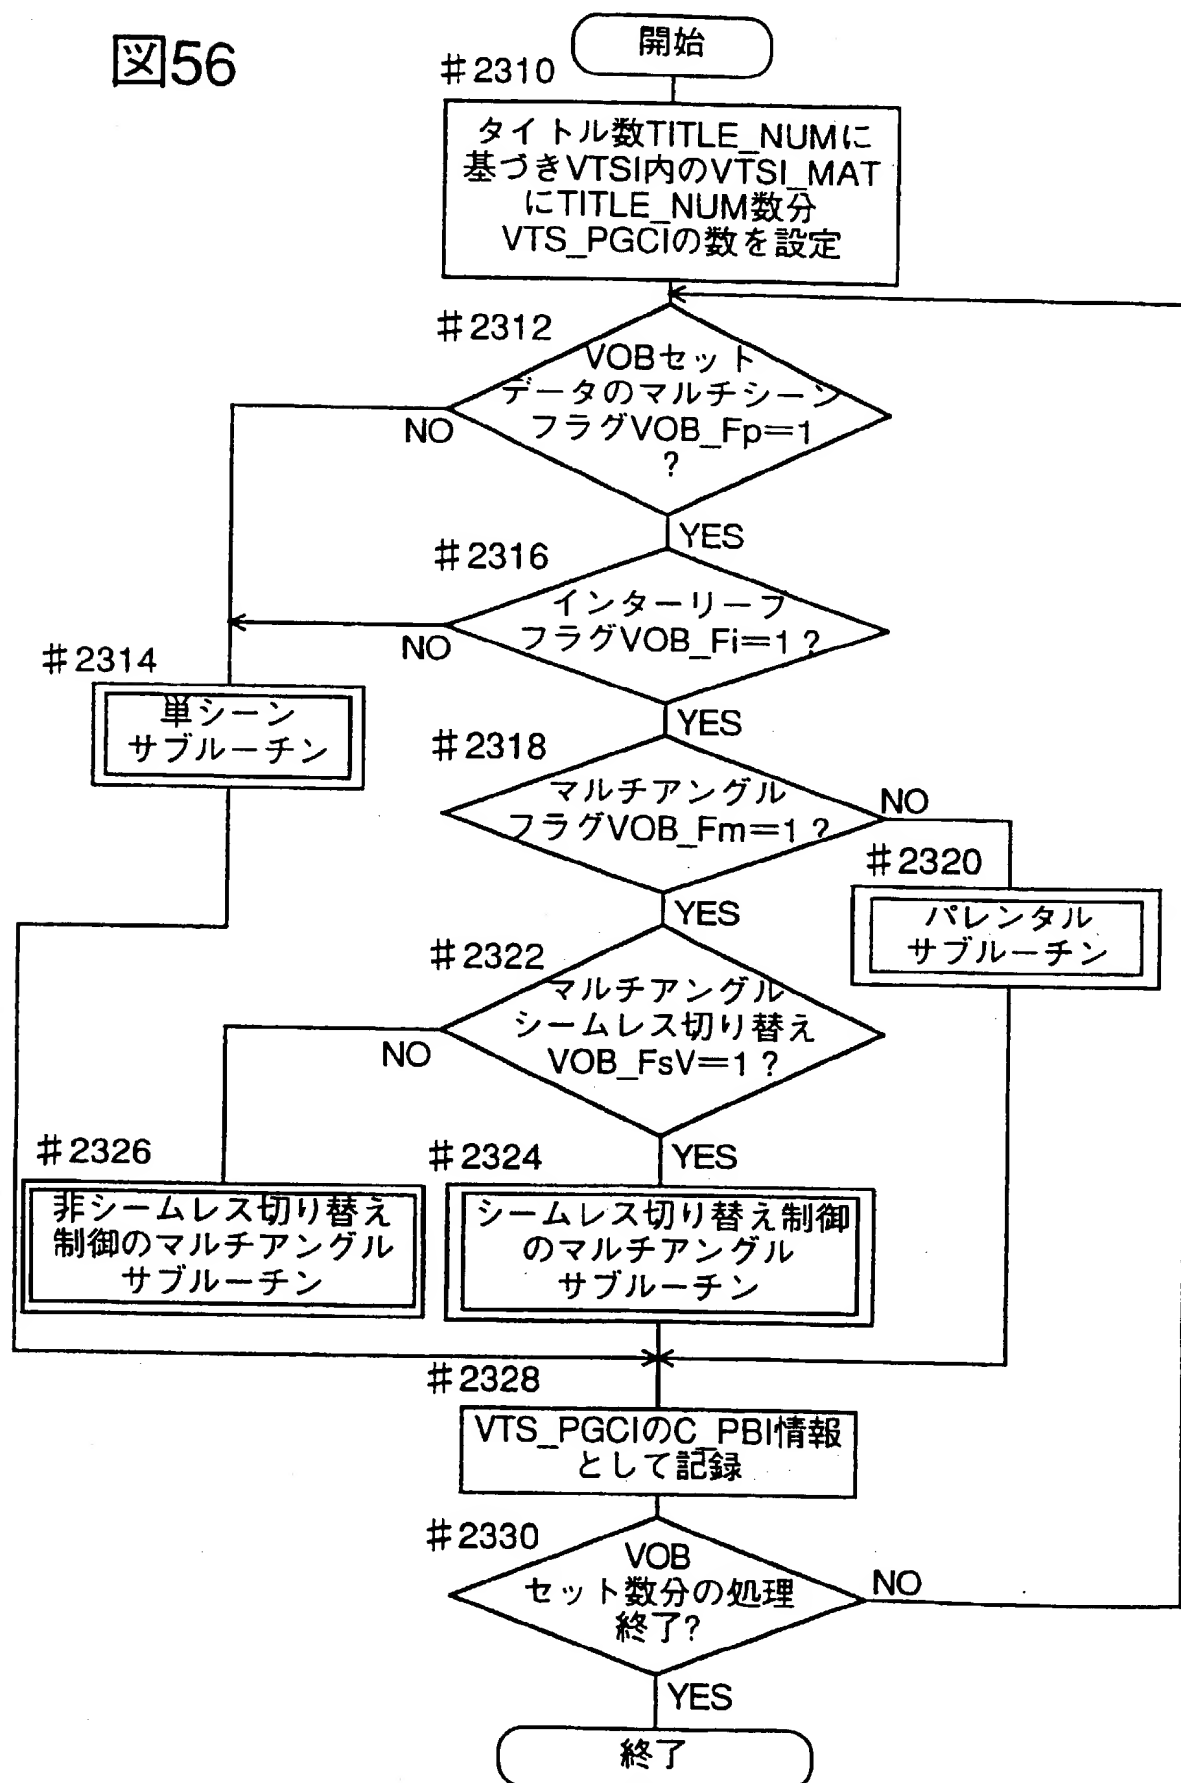 図56
開始
#2310
タイトル数TITLE_NUMに
基づきVTSI内のVTSI_MAT
にTITLE_NUM数分
VTS_PGCIの数を設定
#2312
VOBセット
データのマルチシーン
フラグVOB_Fp=1
?
NO
YES
#2316
インターリーフ
フラグVOB_Fi=1?
NO
YES
#2314
単シーン
サブルーチン
#2318
マルチアングル
フラグVOB_Fm=1?
NO
YES
#2320
パレンタル
サブルーチン
#2322
マルチアングル
シームレス切り替え
VOB_FsV=1?
NO
YES
#2326
非シームレス切り替え
制御のマルチアングル
サブルーチン
#2324
シームレス切り替え制御
のマルチアングル
サブルーチン
#2328
VTS_PGCIのC_PBI情報
として記録
#2330
VOB
セット数分の処理
終了?
NO
YES
終了